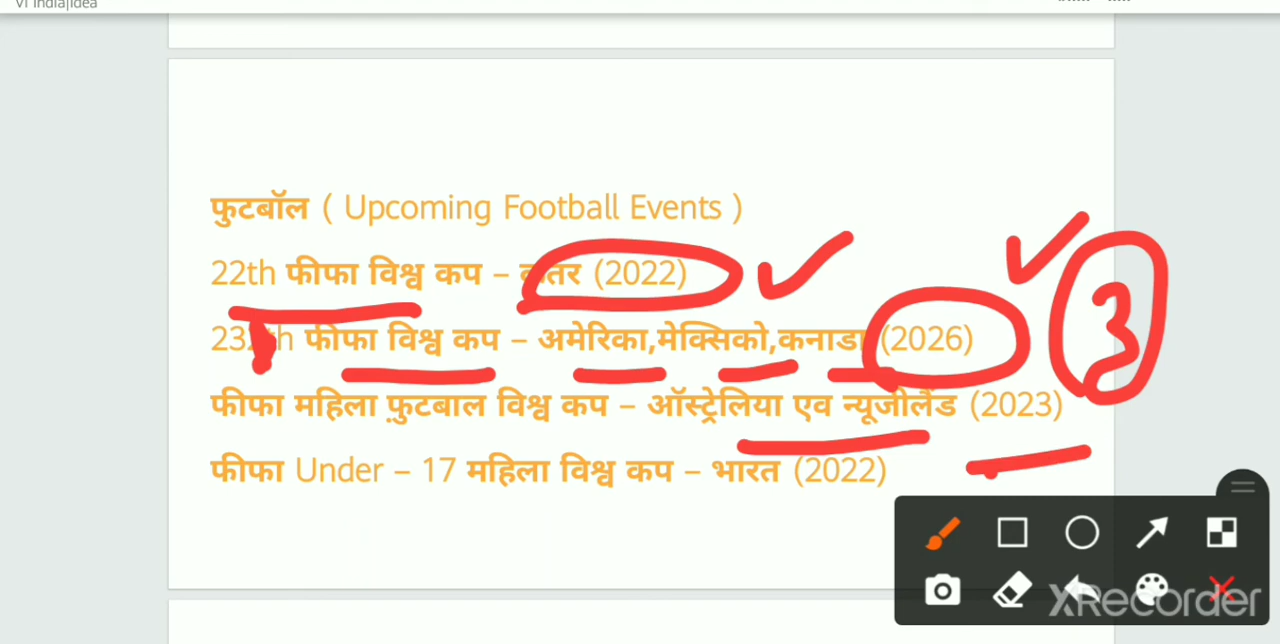 VI India|Idea
फुटबॉल ( Upcoming Football Events )
22th फीफा विश्व कप – कतर (2022)
23th फीफा विश्व कप – अमेरिका,मेक्सिको,कनाडा (2026)
3
फीफा महिला फ़ुटबाल विश्व कप – ऑस्ट्रेलिया एव न्यूजीलैंड (2023)
फीफा Under – 17 महिला विश्व कप – भारत (2022)
XRecorder